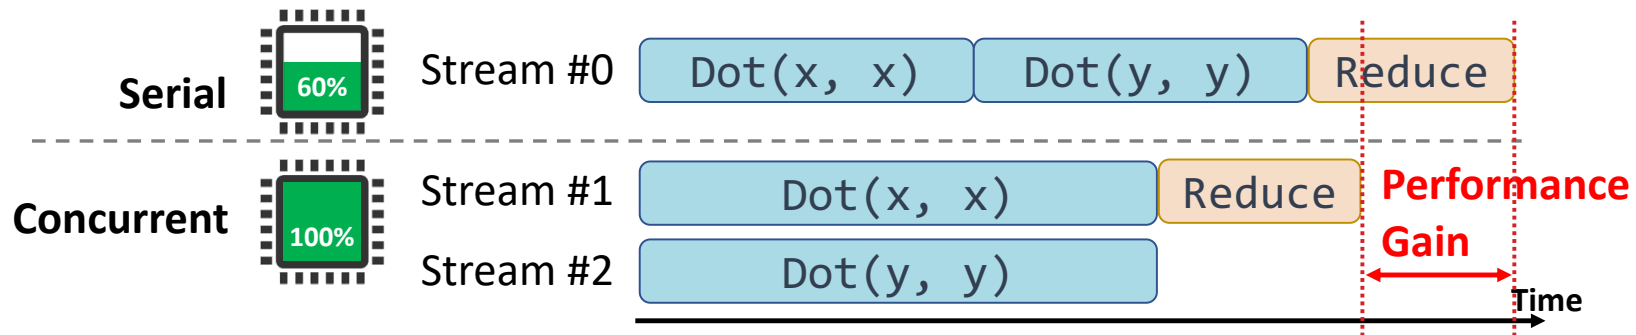 Serial
60%
Stream #0
Dot(x, x)
Dot(y, y)
Reduce
Concurrent
100%
Stream #1
Dot(x, x)
Reduce
Performance
Gain
Stream #2
Dot(y, y)
Time